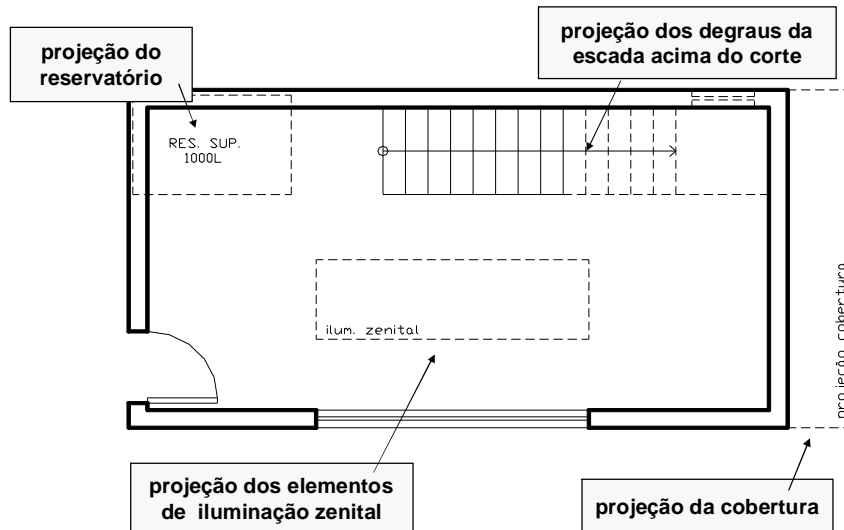 projeção do
reservatório
projeção dos degraus da
escada acima do corte
RES. SUP.
1000L
ilum. zenital
projeção cobertura
projeção dos elementos
de iluminação zenital
projeção da cobertura